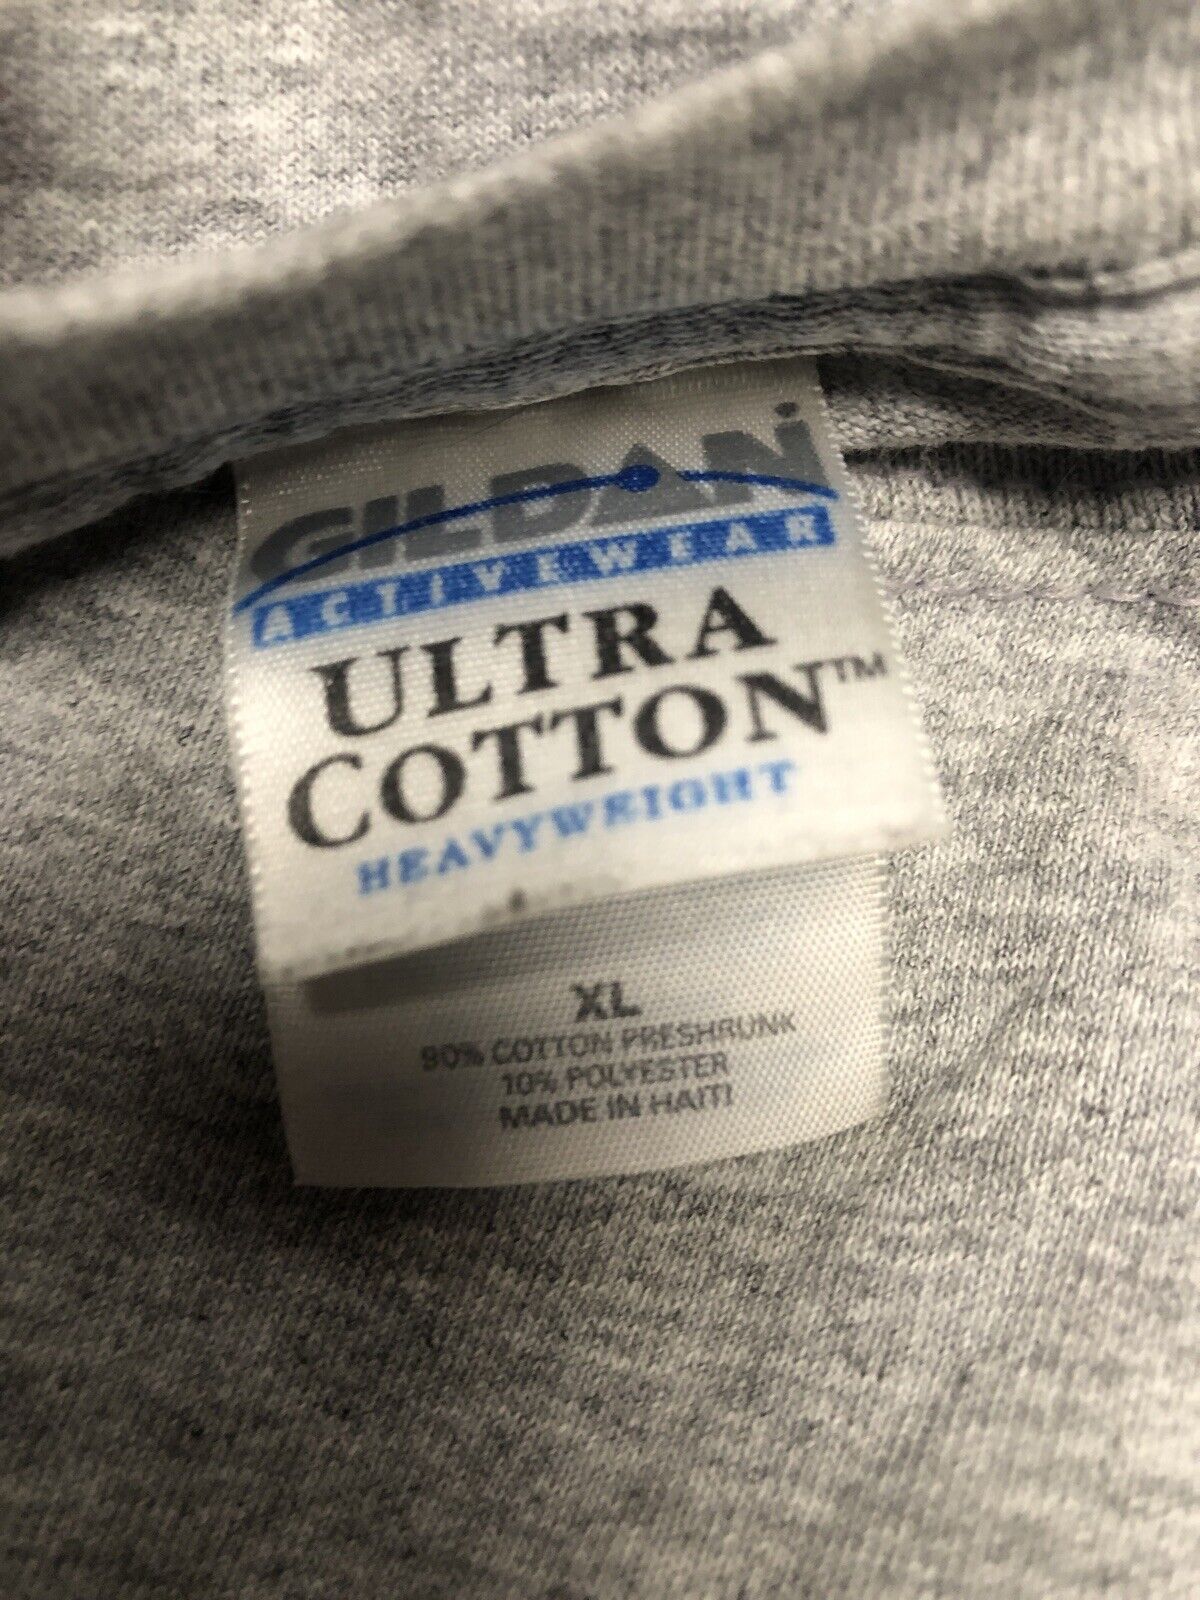 GILDAN
ACTIVEWEAR
ULTRA
COTTON™
HEAVYWEIGHT
XL
90% COTTON PRESHRUNK
10% POLYESTER
MADE IN HAITI